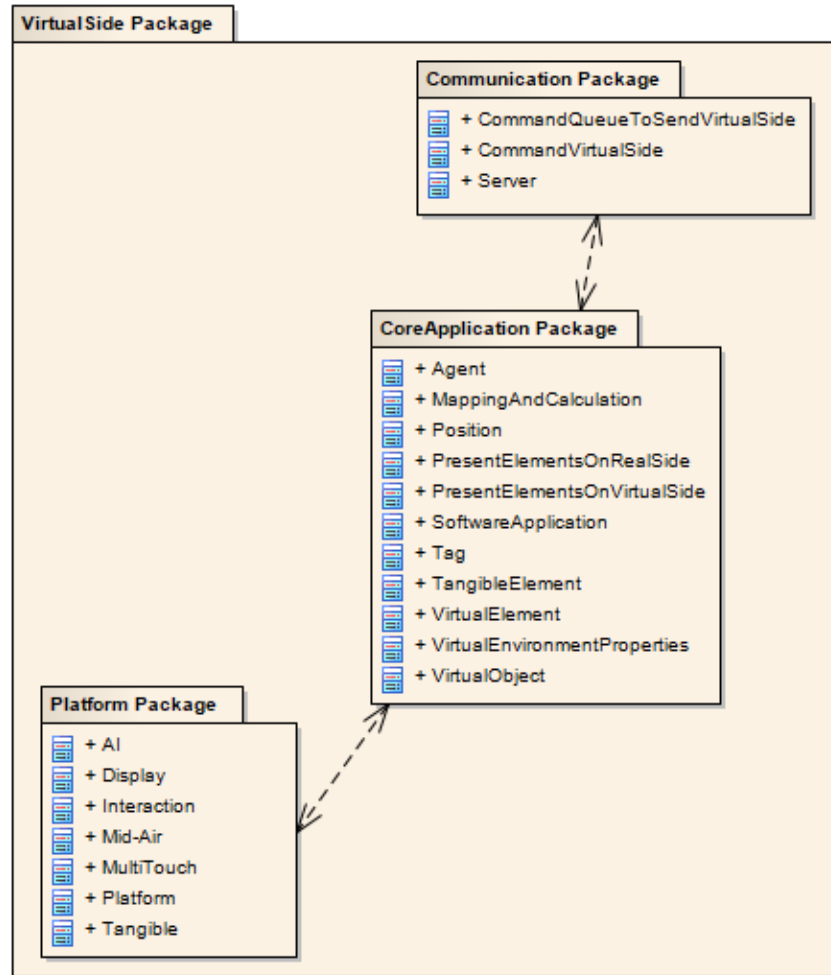 VirtualSide Package
Communication Package
+ CommandQueueToSendVirtualSide
+ CommandVirtualSide
+ Server
CoreApplication Package
+ Agent
+ MappingAndCalculation
+ Position
+ PresentElementsOnRealSide
+ PresentElementsOnVirtualSide
+ SoftwareApplication
+ Tag
+ TangibleElement
+ VirtualElement
+ VirtualEnvironmentProperties
+ VirtualObject
Platform Package
+ AI
+ Display
+ Interaction
+ Mid-Air
+ MultiTouch
+ Platform
+ Tangible